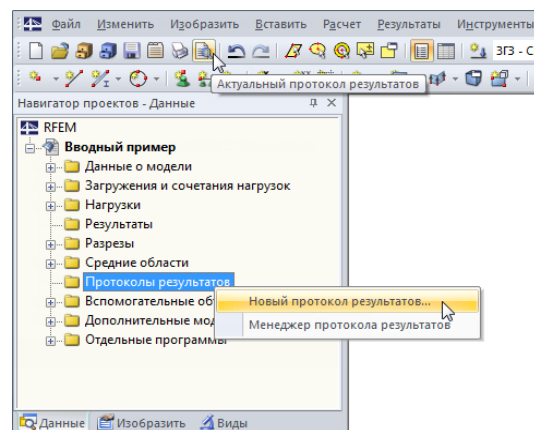 Файл Изменить Изобразить Вставить Расчет Результаты Инструменты
ЗГЗ - С
Актуальный протокол результатов
Навигатор проектов - Данные
RFEM
Вводный пример
Данные о модели
Загружения и сочетания нагрузок
Нагрузки
Результаты
Разрезы
Средние области
Протоколы результатов
Новый протокол результатов...
Вспомогательные об
Менеджер протокола результатов
Дополнительные мод
Отдельные программы
Данные Изобразить Виды